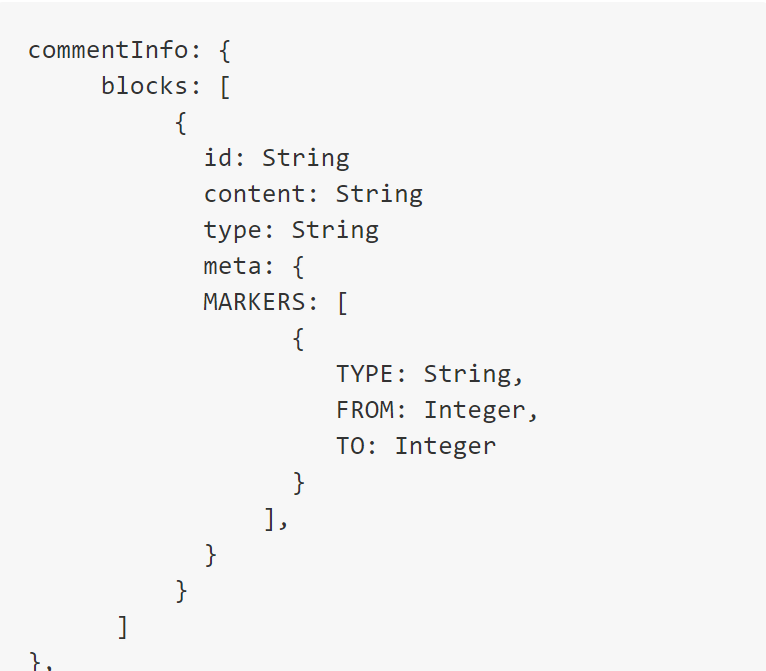 commentInfo: {
blocks: [
{
id: String
content: String
type: String
meta: {
MARKERS: [
{
TYPE: String,
FROM: Integer,
TO: Integer
}
],
}
}
]
},